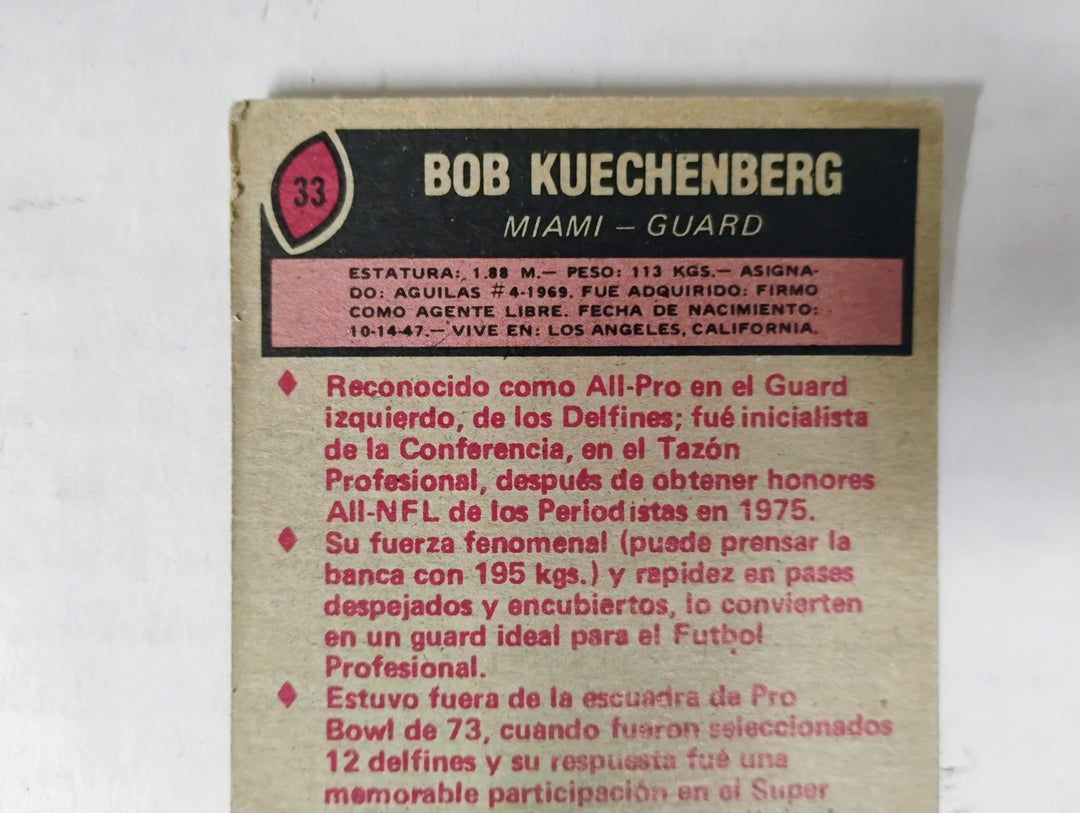 33
BOB KUECHENBERG
MIAMI – GUARD
ESTATURA: 1.88 M.— PESO: 113 KGS.— ASIGNA-
DO: AGUILAS #4-1969. FUE ADQUIRIDO: FIRMO
COMO AGENTE LIBRE. FECHA DE NACIMIENTO:
10-14-47.— VIVE EN: LOS ANGELES, CALIFORNIA.
♦ Reconocido como All-Pro en el Guard
izquierdo, de los Delfines; fué inicialista
de la Conferencia, en el Tazón
Profesional, después de obtener honores
All-NFL de los Periodistas en 1975.
♦ Su fuerza fenomenal (puede prensar la
banca con 195 kgs.) y rapidez en pases
despejados y encubiertos, lo convierten
en un guard ideal para el Futbol
Profesional.
♦ Estuvo fuera de la escuadra de Pro
Bowl de 73, cuando fueron seleccionados
12 delfines y su respuesta fué una
memorable participación en el Super